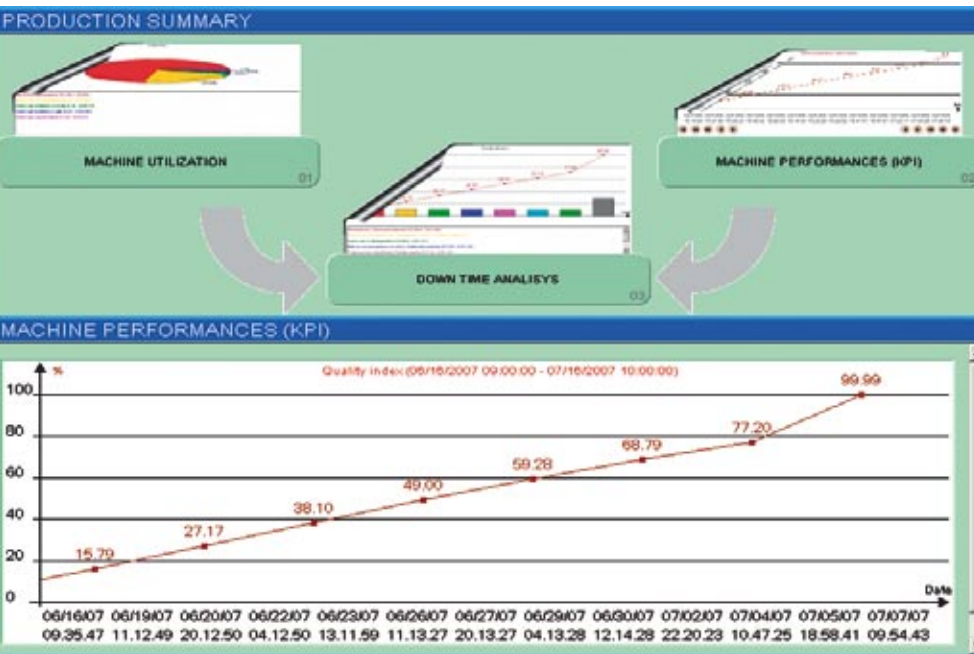 PRODUCTION SUMMARY
MACHINE UTILIZATION
01
MACHINE PERFORMANCES (KPI)
02
DOWN TIME ANALISYS
03
MACHINE PERFORMANCES (KPI)
%
Quality index (06/16/2007 09:00:00 - 07/16/2007 10:00:00)
99.99
100
80
77.20
68.79
60
59.28
49,00
40
38.10
27.17
20
15.79
0
Date
06/16/07 06/19/07 06/20/07 06/22/07 06/23/07 06/26/07 06/27/07 06/29/07 06/30/07 07/02/07 07/04/07 07/05/07 07/07/07
09.35.47 11.12.49 20.12.50 04.12.50 13.11.59 11.13.27 20.13.27 04.13.28 12.14.28 22.20.23 10.47.25 18.58.41 09.54.43